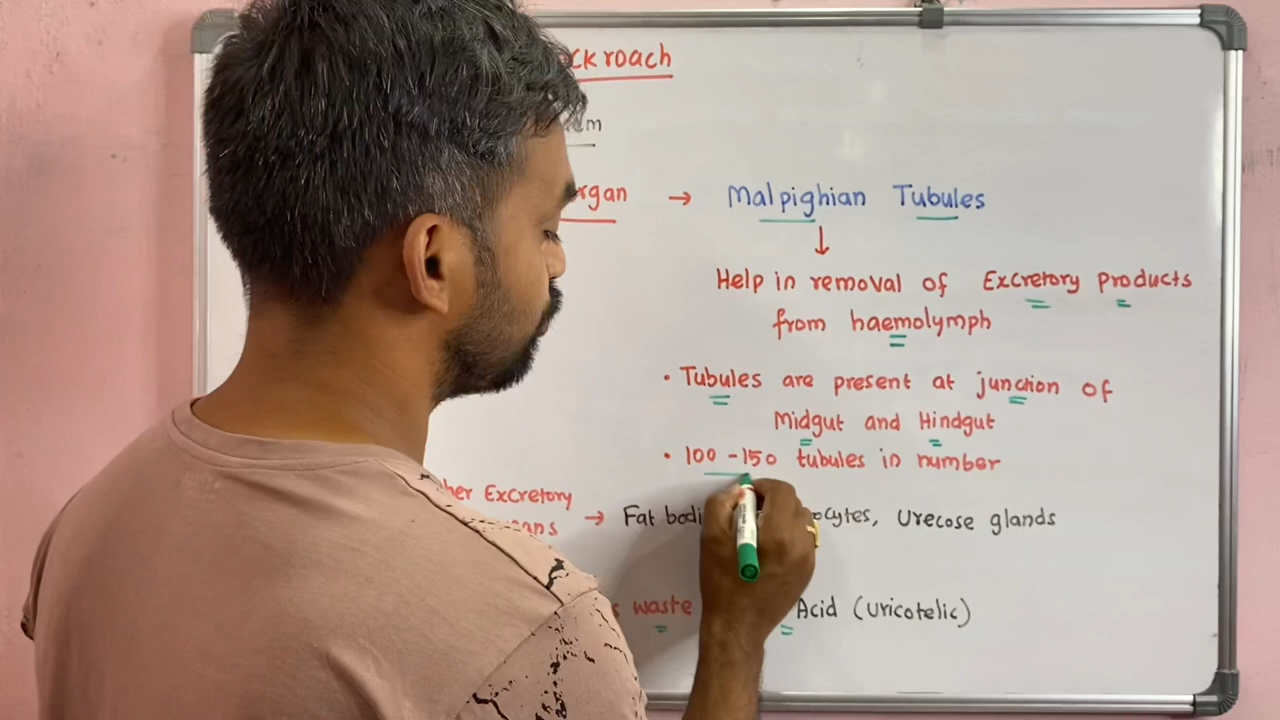 ckroach
em
rgan → Malpighian Tubules
↓
Help in removal of Excretory products
from haemolymph
• Tubules are present at junction of
Midgut and Hindgut
• 100 - 150 tubules in number
her Excretory
ans → Fat bodi ocytes, Urecose glands
s waste Acid (Uricotelic)